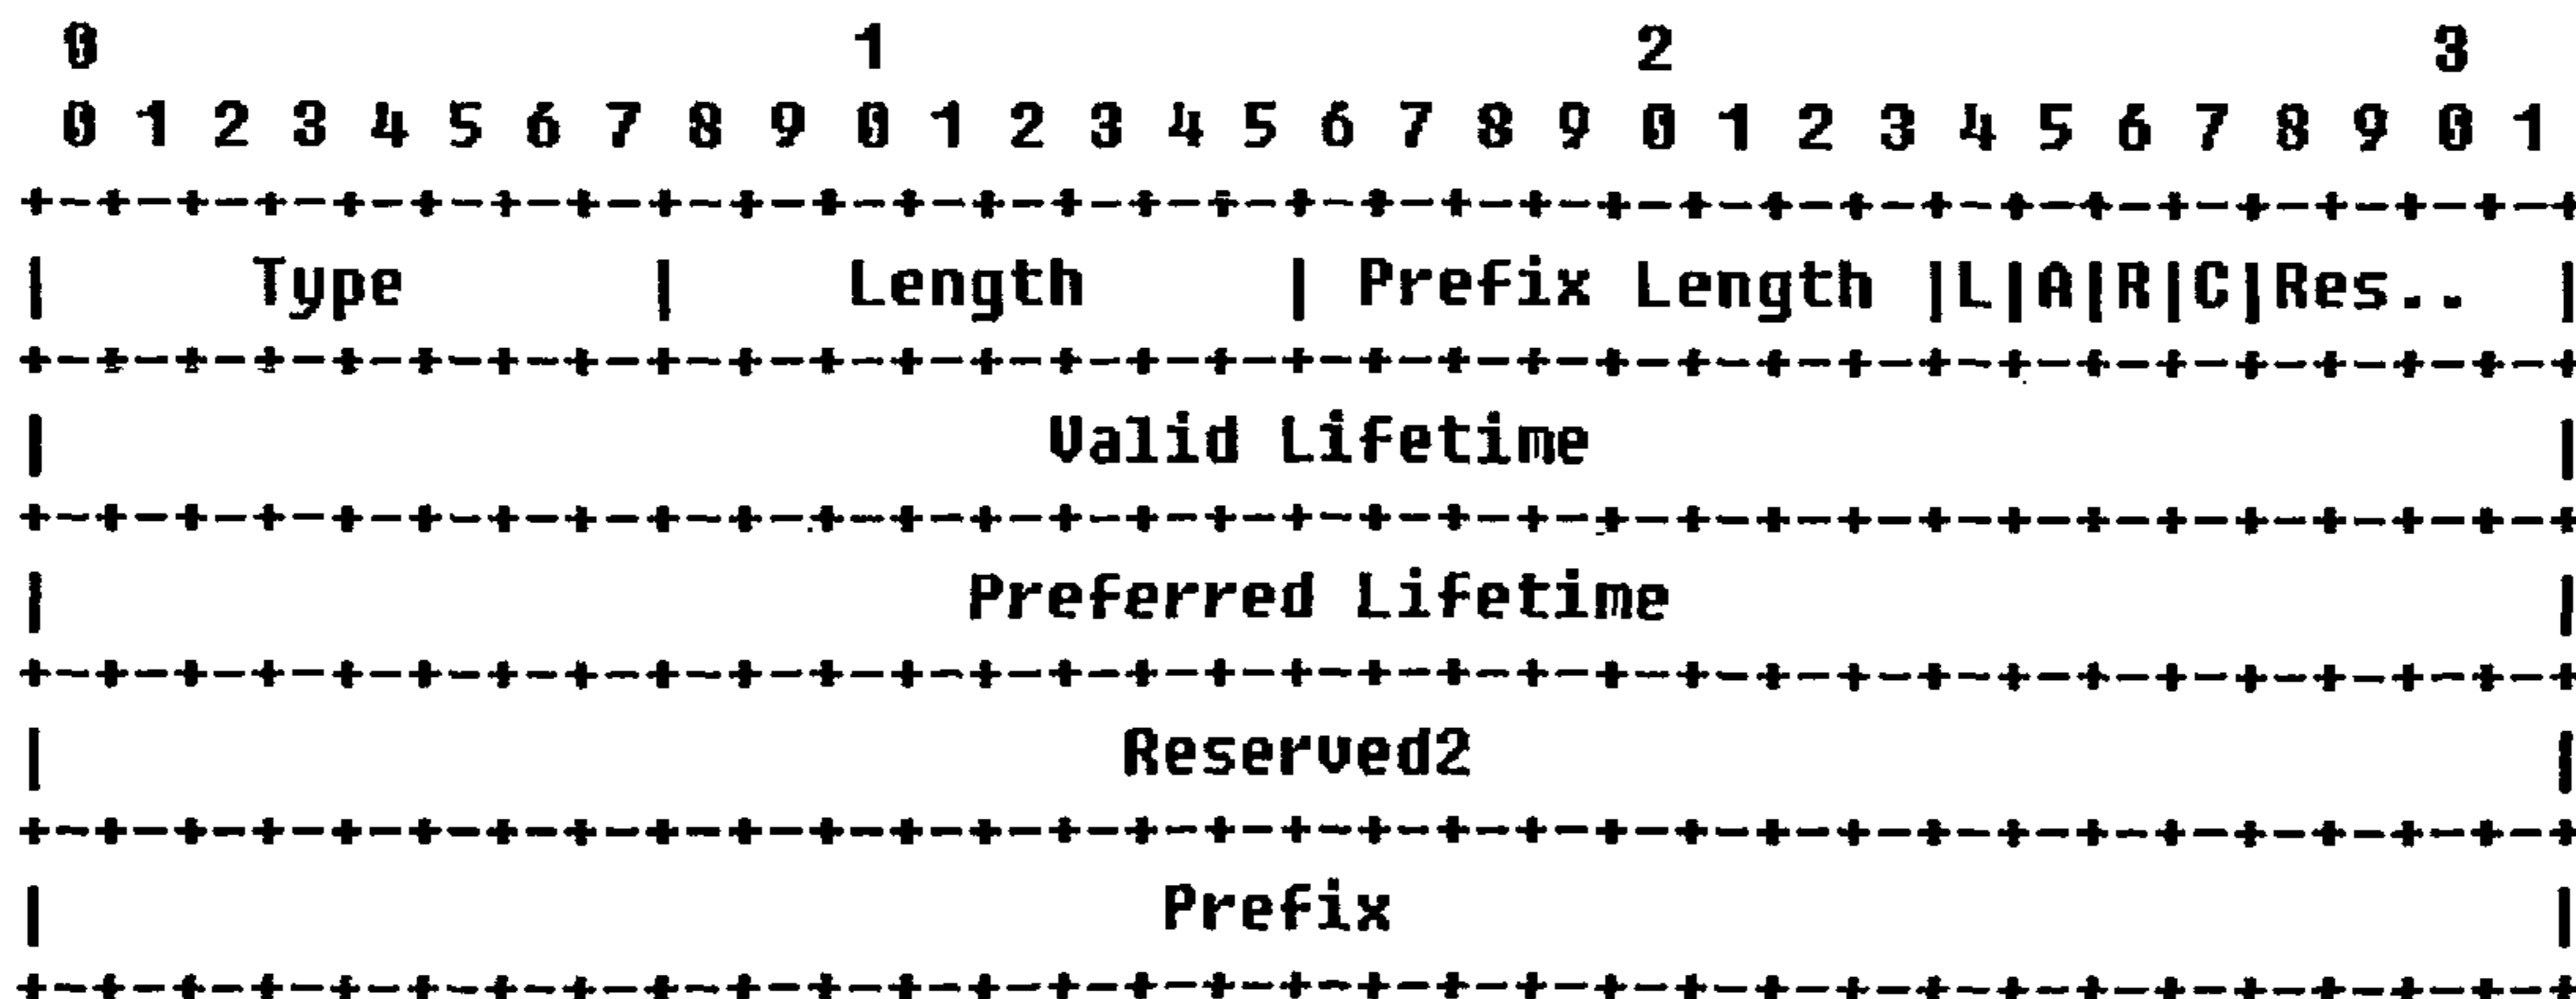 0                   1                   2                   3
0 1 2 3 4 5 6 7 8 9 0 1 2 3 4 5 6 7 8 9 0 1 2 3 4 5 6 7 8 9 0 1
+-+-+-+-+-+-+-+-+-+-+-+-+-+-+-+-+-+-+-+-+-+-+-+-+-+-+-+-+-+-+-+-+
|     Type      |    Length     | Prefix Length |L|A|R|C|Res..  |
+-+-+-+-+-+-+-+-+-+-+-+-+-+-+-+-+-+-+-+-+-+-+-+-+-+-+-+-+-+-+-+-+
|                         Valid Lifetime                        |
+-+-+-+-+-+-+-+-+-+-+-+-+-+-+-+-+-+-+-+-+-+-+-+-+-+-+-+-+-+-+-+-+
|                       Preferred Lifetime                      |
+-+-+-+-+-+-+-+-+-+-+-+-+-+-+-+-+-+-+-+-+-+-+-+-+-+-+-+-+-+-+-+-+
|                           Reserved2                           |
+-+-+-+-+-+-+-+-+-+-+-+-+-+-+-+-+-+-+-+-+-+-+-+-+-+-+-+-+-+-+-+-+
|                            Prefix                             |
+-+-+-+-+-+-+-+-+-+-+-+-+-+-+-+-+-+-+-+-+-+-+-+-+-+-+-+-+-+-+-+-+